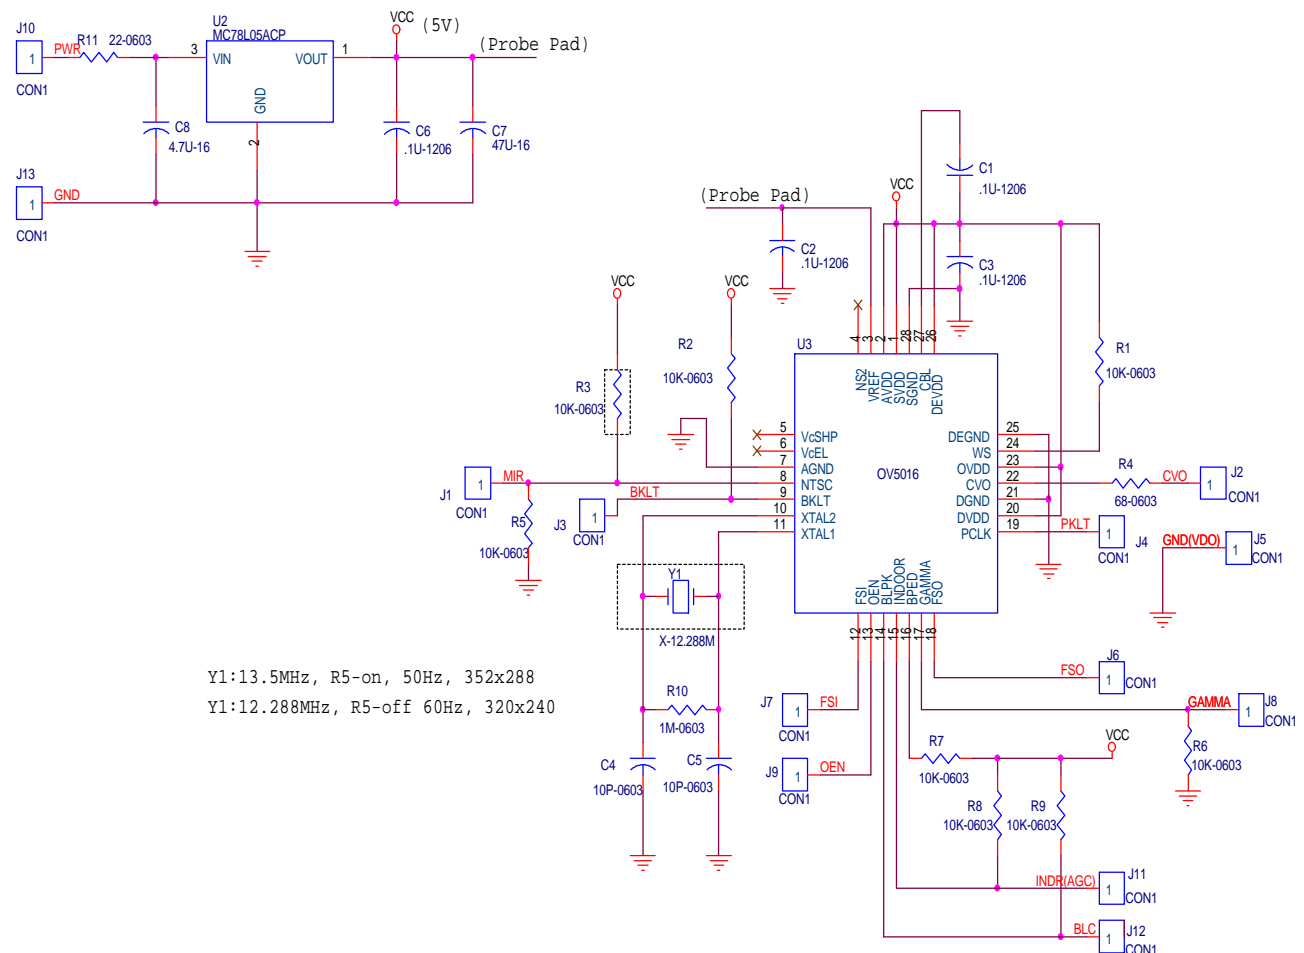 J10
1
CON1
PWR
R11
22-0603
U2
MC78L05ACP
3
VIN
VOUT
1
GND
2
VCC
(5V)
(Probe Pad)
C8
4.7U-16
C6
.1U-1206
C7
47U-16
J13
1
CON1
GND
(Probe Pad)
VCC
C1
.1U-1206
C2
.1U-1206
C3
.1U-1206
VCC
VCC
R3
10K-0603
R2
10K-0603
R1
10K-0603
U3
OV5016
4
3
2
1
28
27
26
NS2
VREF
AVDD
SVDD
SGND
CBL
DEVDD
5
VcSHP
6
VcEL
7
AGND
8
NTSC
9
BKLT
10
XTAL2
11
XTAL1
DEGND
25
WS
24
OVDD
23
CVO
22
DGND
21
DVDD
20
PCLK
19
FSI
OEN
BLPK
INDOOR
BPED
GAMMA
FSO
12
13
14
15
16
17
18
J1
1
CON1
MIR
R5
10K-0603
J3
1
CON1
BKLT
R4
68-0603
CVO
1
J2
CON1
PKLT
1
J4
CON1
GND(VDO)
1
J5
CON1
Y1
X-12.288M
R10
1M-0603
C4
10P-0603
C5
10P-0603
Y1:13.5MHz, R5-on, 50Hz, 352x288
Y1:12.288MHz, R5-off 60Hz, 320x240
FSO
1
J6
CON1
J7
1
CON1
FSI
GAMMA
1
J8
CON1
R6
10K-0603
J9
1
CON1
OEN
R7
10K-0603
VCC
R8
10K-0603
R9
10K-0603
INDR(AGC)
1
J11
CON1
BLC
1
J12
CON1